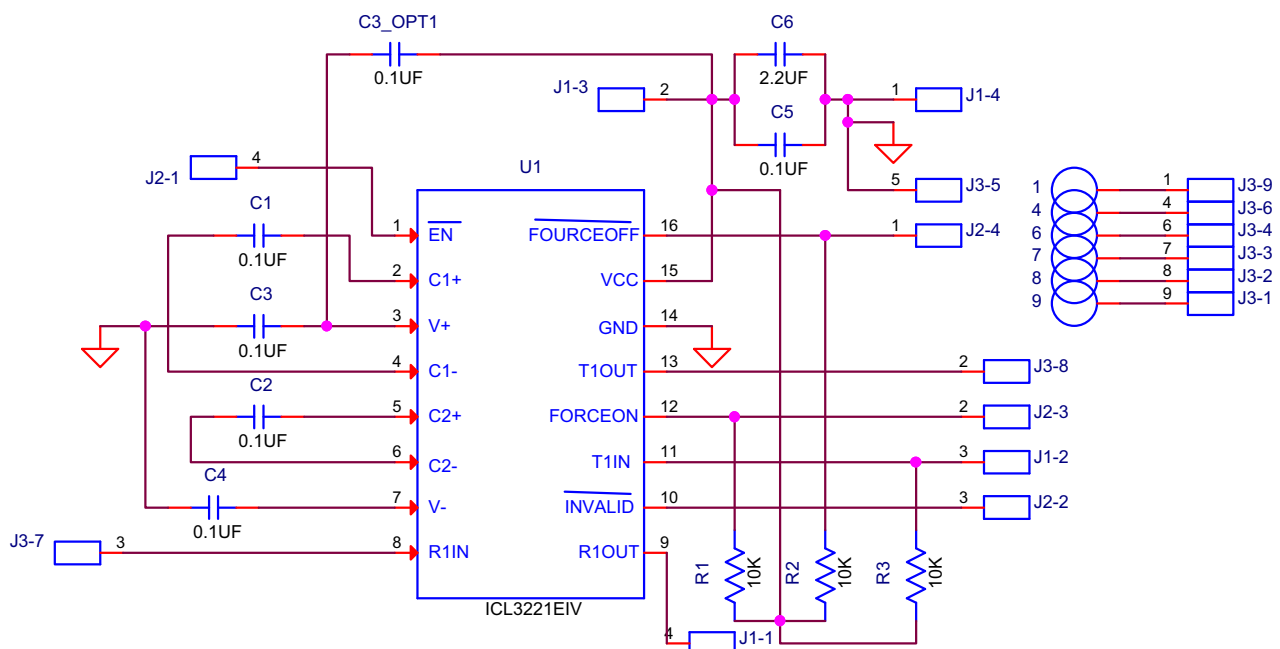 C3_OPT1
0.1UF
C6
2.2UF
J1-3
2
1
J1-4
C5
0.1UF
J2-1
4
5
J3-5
U1
C1
0.1UF
1
EN
FOURCEOFF
16
1
J2-4
2
C1+
VCC
15
C3
0.1UF
3
V+
GND
14
4
C1-
T1OUT
13
2
J3-8
C2
0.1UF
5
C2+
FORCEON
12
2
J2-3
6
C2-
T1IN
11
3
J1-2
C4
0.1UF
7
V-
INVALID
10
3
J2-2
J3-7
3
8
R1IN
R1OUT
9
ICL3221EIV
R1
10K
R2
10K
R3
10K
4
J1-1
1
1
J3-9
4
4
J3-6
6
6
J3-4
7
7
J3-3
8
8
J3-2
9
9
J3-1